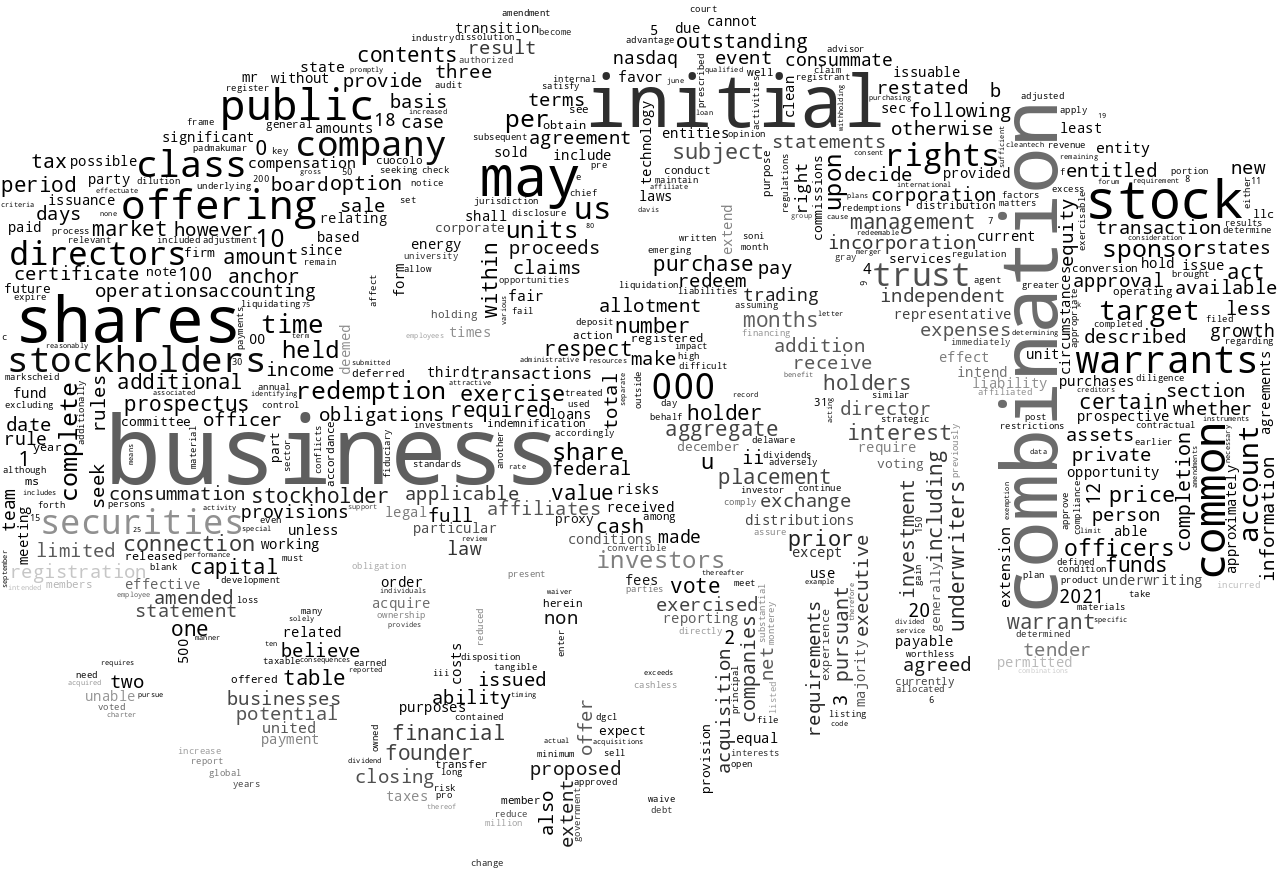 amendment court
transition 5 due cannot
industry dissolution become advantage outstanding advisor
contents result nasdaq event consummate
state authorized internal favor june qualified well claim registrant issuable
mr without provide three satisfy prescribed right clean purchasing restated b adjusted
register promptly audit terms see loan activities withholding sec following apply 19
public basis initial
frame general increased amounts 18 case per obtain technology entities opinion statements otherwise least
significant padmakumar 0 key company subsequent agreement subject consent rights sufficient cleantech revenue
tax possible class compensation 50 cuocolo sold include laws purpose regulations commissions upon decide provided remaining entity
party dilution 200 gross seeking check pre conduct maintain plans international factors entitled portion new
period effectuate underlying board option notice may chief e affiliate group corporation matters excess forum requirement 8 either 11
criteria issuance none offering sale set jurisdiction us davis redemptions distribution exercisable stock llc
days process included adjustment relating shall disclosure 80 extend cause redeemable management 7 equity transaction results
paid market however 10 based corporate units written soni incorporation current consideration determine
directors relevant firm amount since energy within proceeds emerging month merger gray services regulation conversion sponsor states
certificate note 100 anchor remain university form allow claims purchase pay 4 trust agent hold issue act
future operations accounting affect opportunities liquidation redeem 9 independent greater approval brought available
expire liquidating 75 holding various fair liabilities trading representative circumstances appropriate operating target less
shares payments 00 time employees times fail allotment assuming months letter expenses determining completed filed growth
c reasonably term deemed deposit action number registered financing immediately described regarding
stockholders 30 held submitted administrative respect resources impact addition effect unit warrants agreements
markscheid associated annual income deferred third transactions make high benefit receive intend liability purchases diligence
fund additional identifying redemption attractive exercise treated separate outside difficult 000 record holders affiliated creditors section
excluding complete additionally rules prospectus control obligations required used loans total day holder acting 31 similar director post certain whether instruments
date committee officer investments indemnification behalf aggregate strategic restrictions prospective contractual necessary
rule business accordingly december delaware interest combination data assets earlier common
1 seek means part sector material conflicts accordance fiduciary standards another rate share federal u ii dividends adversely require previously private amendments account
although ms consummation stockholder applicable value risks investor continue voting opportunity approximately
team includes persons activity support affiliates received placement exchange investment including exemption 12 price completion information
forth 15 securities 25 special provisions even legal full proxy cash among comply distributions 150 approve compliance limit person able
meeting connection unless particular review law conditions made assure prior gain underwriters defined officers
limited released performance working convertible investors except generally condition funds
september registration blank capital must obligation present thereafter fees vote meet use extension plan product underwriting
intended members effective development order individuals waiver parties exercised substantial example executive 20 2021 take incurred gain
employee amended loss acquire herein reporting monterey therefore divided materials
statement ownership reduced non directly requirements experience pursuant service warrant specific
one manner solely many provides 2 net payable determined
500 related believe enter companies majority worthless tender
requires ten taxable consequences earned disposition acquisition agreed permitted
need acquired two offered table reported iii costs tangible issued exceeds principal listed currently combinations
unable pursue businesses ability timing cashless 3 allocated
voted charter potential purposes contained offer dgcl file listing 6
united financial actual expect provision equal code
increase payment owned founder acquisitions sell interests
report dividend transfer minimum proposed open
global closing long approved
years taxes risk pro member waive
thereof reduce also extent government debt
million
change